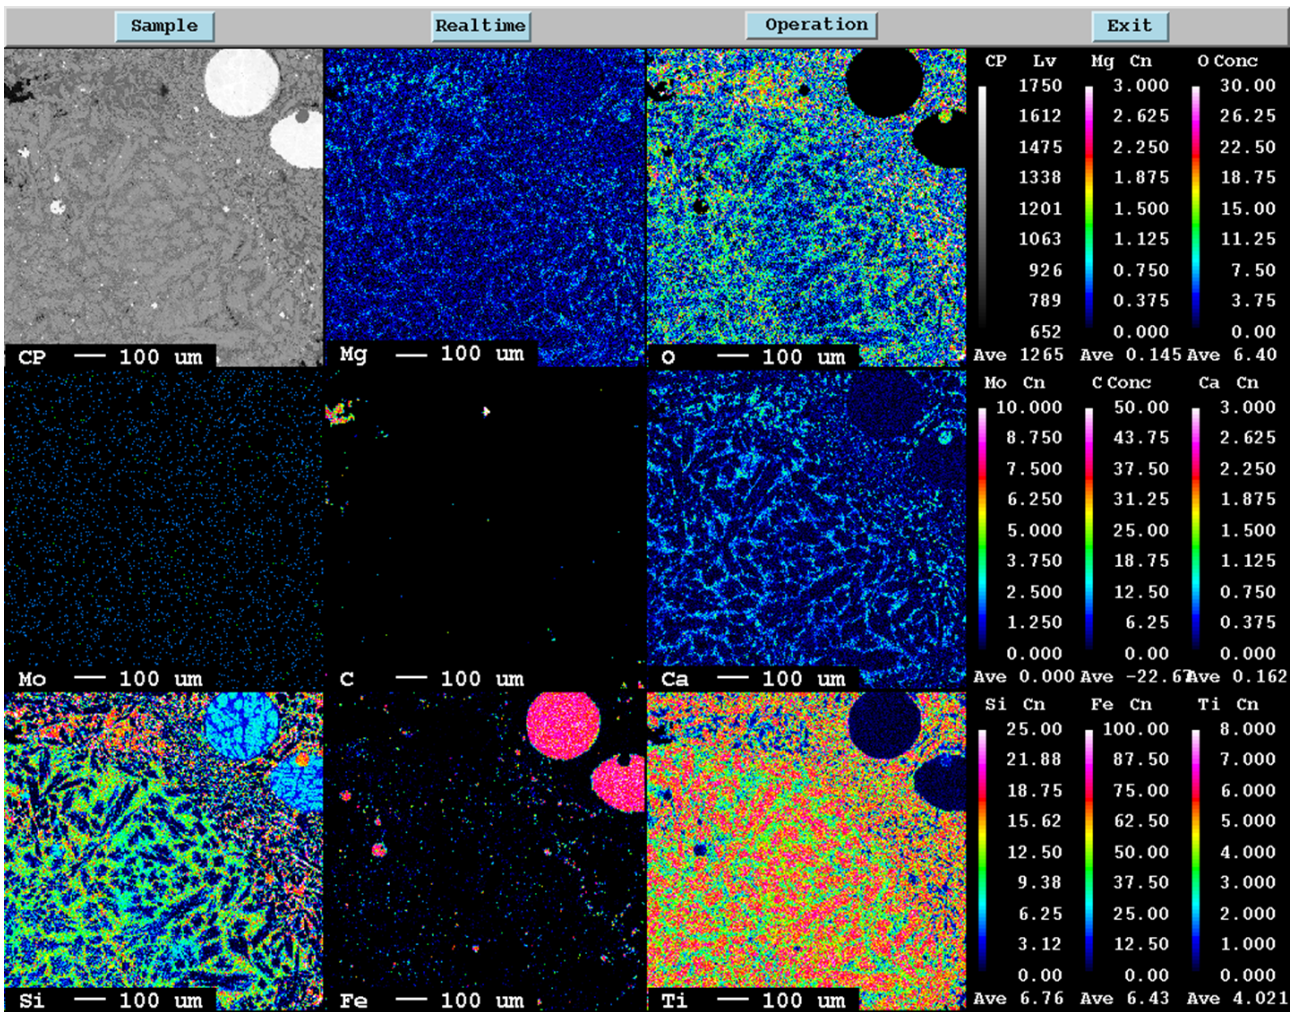 Sample Realtime Operation Exit
CP Lv Mg Cn O Conc
1750 3.000 30.00
1612 2.625 26.25
1475 2.250 22.50
1338 1.875 18.75
1201 1.500 15.00
1063 1.125 11.25
926 0.750 7.50
789 0.375 3.75
652 0.000 0.00
Ave 1265 Ave 0.145 Ave 6.40
CP 100 um Mg 100 um O 100 um
Mo Cn C Conc Ca Cn
10.000 50.00 3.000
8.750 43.75 2.625
7.500 37.50 2.250
6.250 31.25 1.875
5.000 25.00 1.500
3.750 18.75 1.125
2.500 12.50 0.750
1.250 6.25 0.375
0.000 0.00 0.000
Ave 0.000 Ave -22.67 Ave 0.162
Mo 100 um C 100 um Ca 100 um
Si Cn Fe Cn Ti Cn
25.00 100.00 8.000
21.88 87.50 7.000
18.75 75.00 6.000
15.62 62.50 5.000
12.50 50.00 4.000
9.38 37.50 3.000
6.25 25.00 2.000
3.12 12.50 1.000
0.00 0.00 0.000
Ave 6.76 Ave 6.43 Ave 4.021
Si 100 um Fe 100 um Ti 100 um